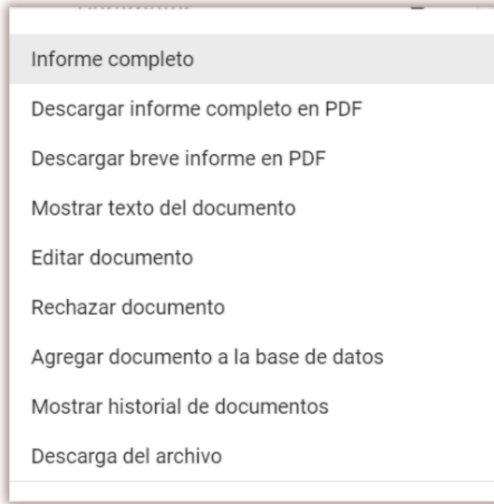 Informe completo
Descargar informe completo en PDF
Descargar breve informe en PDF
Mostrar texto del documento
Editar documento
Rechazar documento
Agregar documento a la base de datos
Mostrar historial de documentos
Descarga del archivo